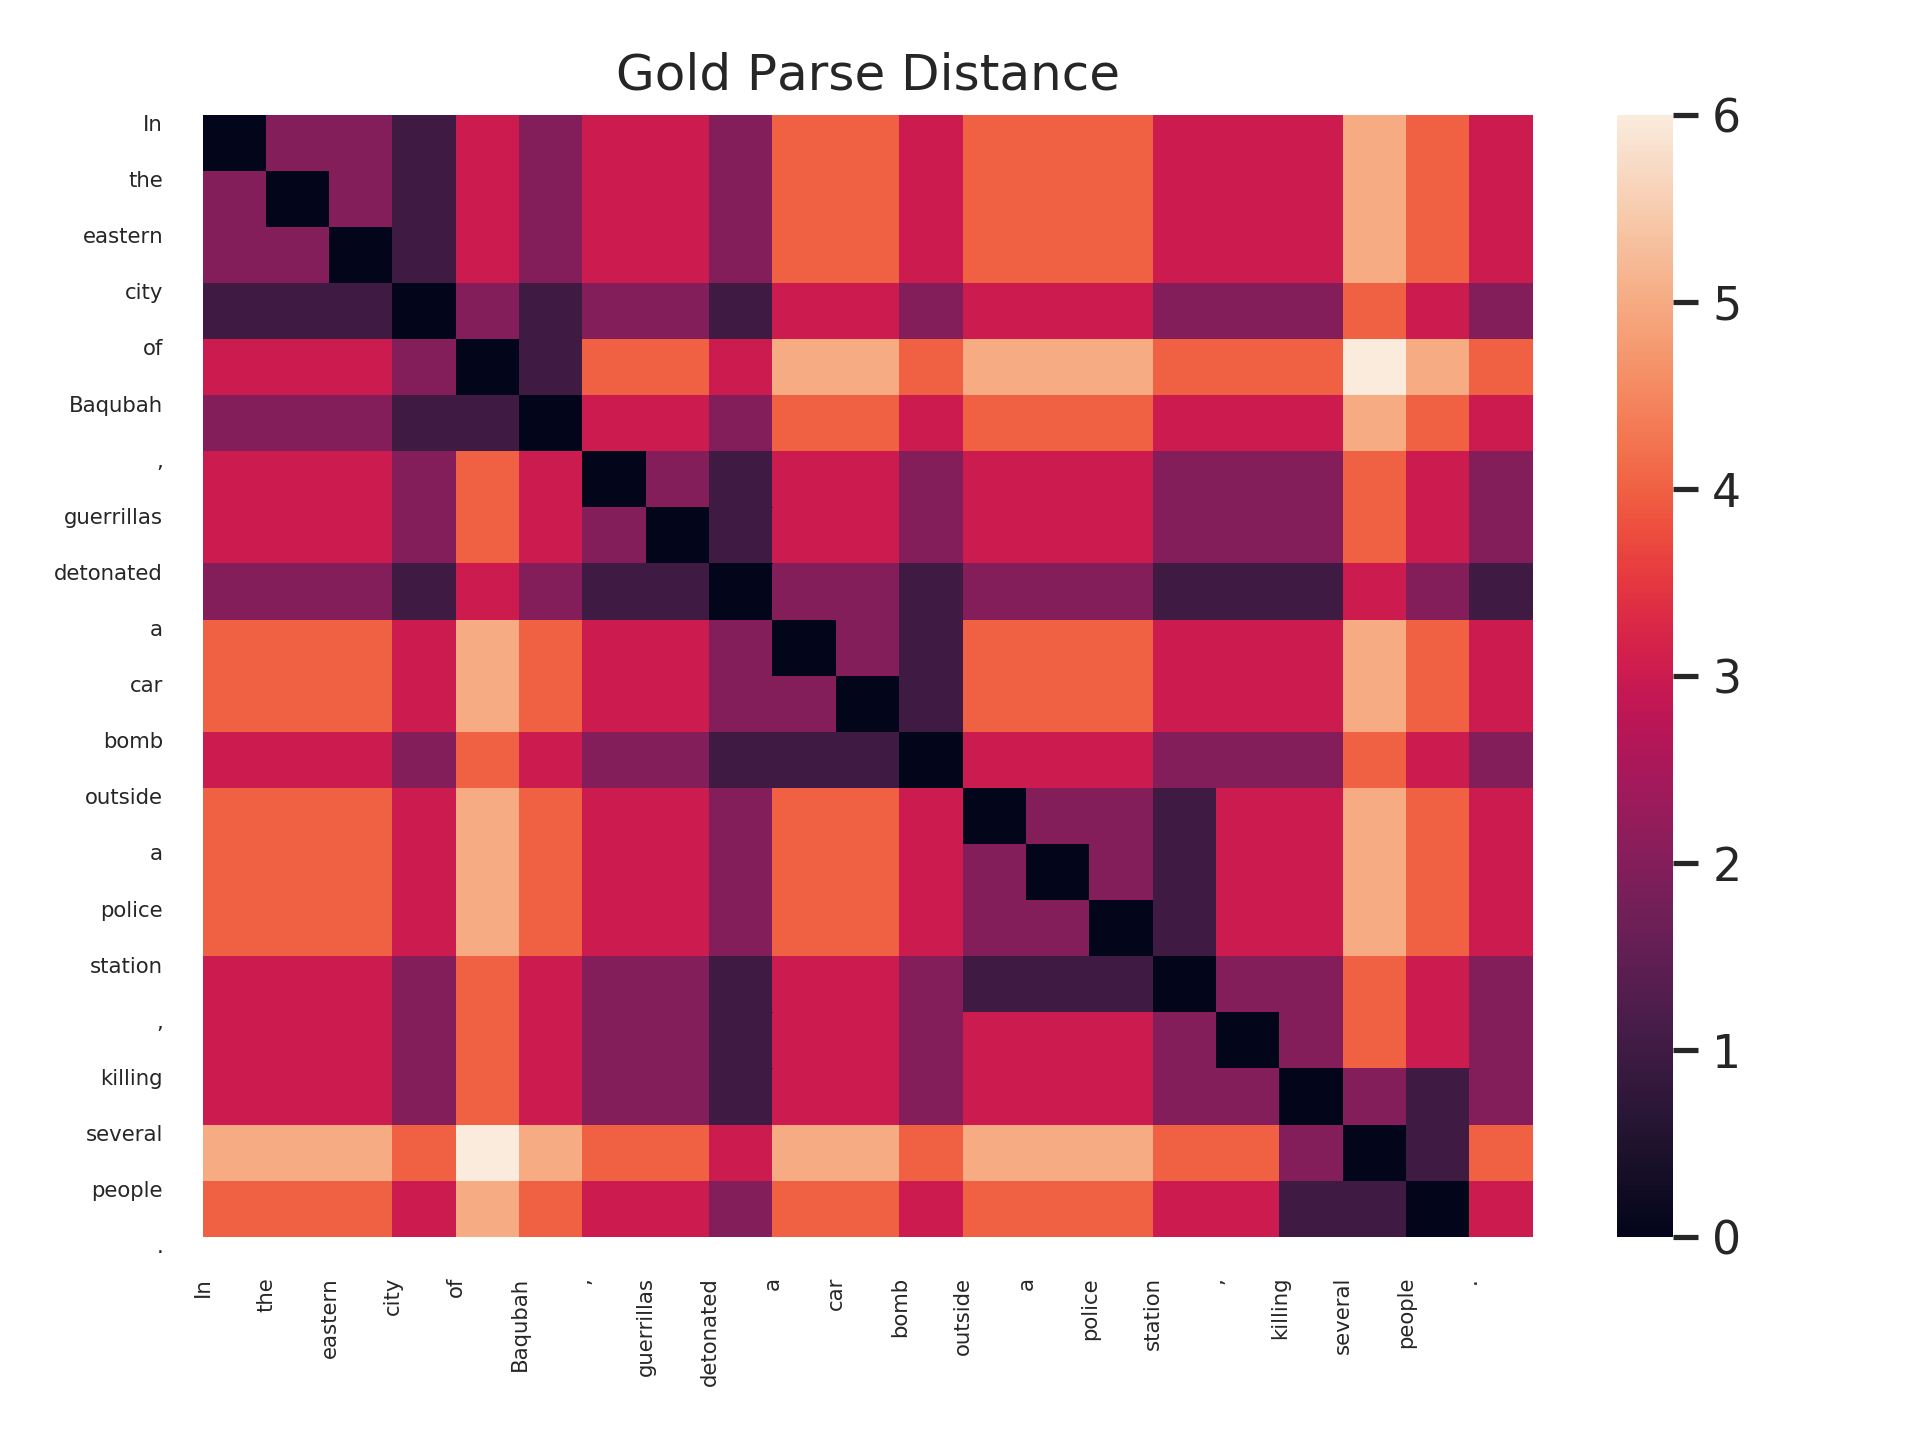 Gold Parse Distance
In
the
eastern
city
of
Baqubah
,
guerrillas
detonated
a
car
bomb
outside
a
police
station
,
killing
several
people
.
In
the
eastern
city
of
Baqubah
,
guerrillas
detonated
a
car
bomb
outside
a
police
station
,
killing
several
people
.
6
5
4
3
2
1
0